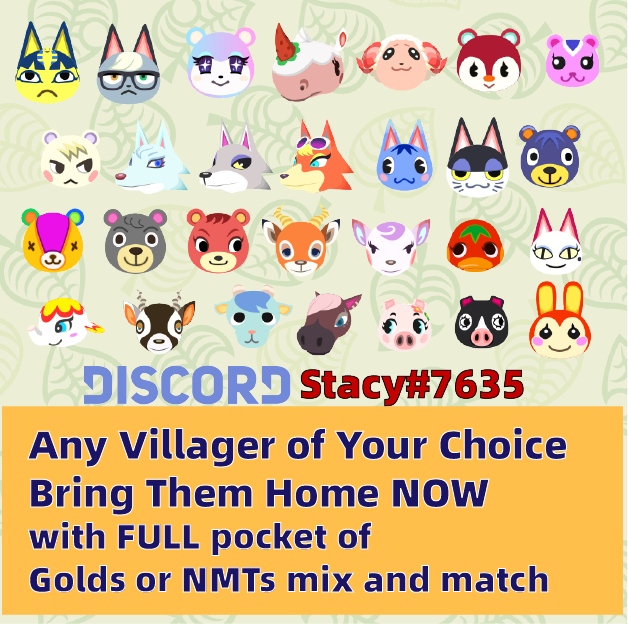 DISCORD Stacy#7635
Any Villager of Your Choice
Bring Them Home NOW
with FULL pocket of
Golds or NMTs mix and match